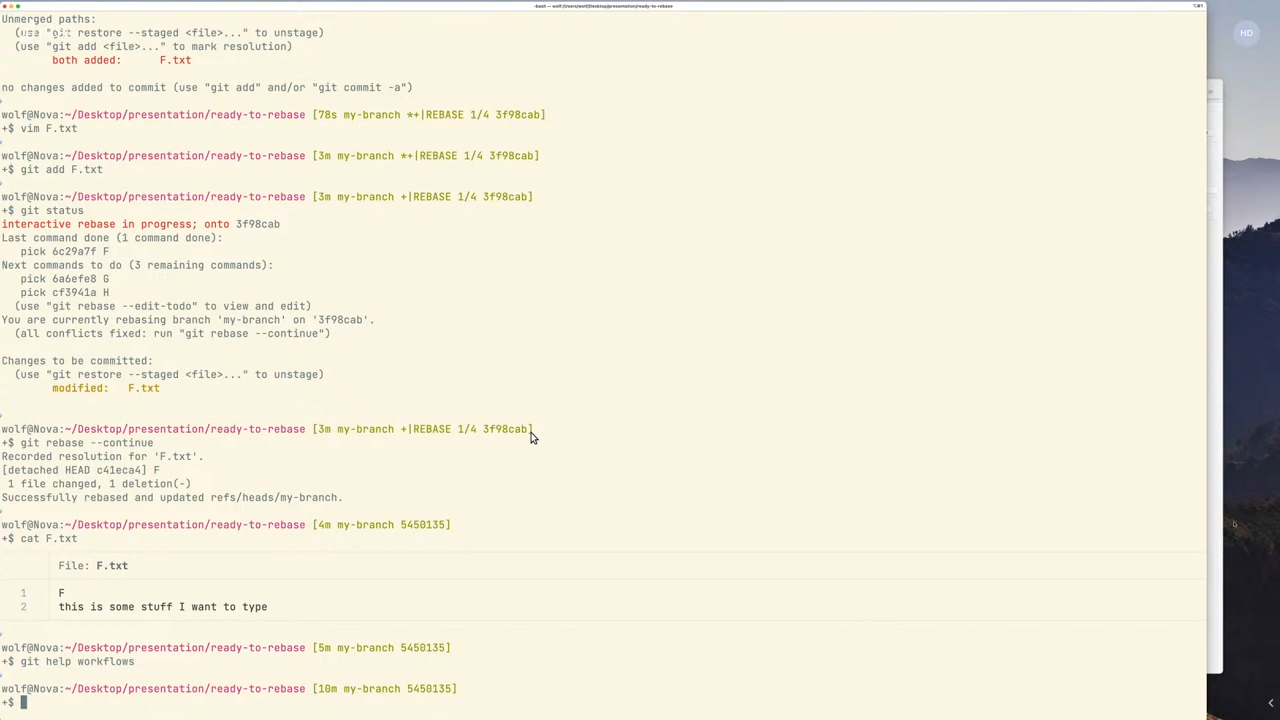 -bash — wolf /Users/wolf/Desktop/presentation/ready-to-rebase
⌥⌘1
HD
Unmerged paths:
(use "git restore --staged <file>..." to unstage)
(use "git add <file>..." to mark resolution)
both added: F.txt
no changes added to commit (use "git add" and/or "git commit -a")
wolf@Nova:~/Desktop/presentation/ready-to-rebase [78s my-branch *+|REBASE 1/4 3f98cab]
+$ vim F.txt
wolf@Nova:~/Desktop/presentation/ready-to-rebase [3m my-branch *+|REBASE 1/4 3f98cab]
+$ git add F.txt
wolf@Nova:~/Desktop/presentation/ready-to-rebase [3m my-branch +|REBASE 1/4 3f98cab]
+$ git status
interactive rebase in progress; onto 3f98cab
Last command done (1 command done):
pick 6c29a7f F
Next commands to do (3 remaining commands):
pick 6a6efe8 G
pick cf3941a H
(use "git rebase --edit-todo" to view and edit)
You are currently rebasing branch 'my-branch' on '3f98cab'.
(all conflicts fixed: run "git rebase --continue")
Changes to be committed:
(use "git restore --staged <file>..." to unstage)
modified: F.txt
wolf@Nova:~/Desktop/presentation/ready-to-rebase [3m my-branch +|REBASE 1/4 3f98cab]
+$ git rebase --continue
Recorded resolution for 'F.txt'.
[detached HEAD c41eca4] F
1 file changed, 1 deletion(-)
Successfully rebased and updated refs/heads/my-branch.
wolf@Nova:~/Desktop/presentation/ready-to-rebase [4m my-branch 5450135]
+$ cat F.txt
File: F.txt
1 F
2 this is some stuff I want to type
wolf@Nova:~/Desktop/presentation/ready-to-rebase [5m my-branch 5450135]
+$ git help workflows
wolf@Nova:~/Desktop/presentation/ready-to-rebase [10m my-branch 5450135]
+$